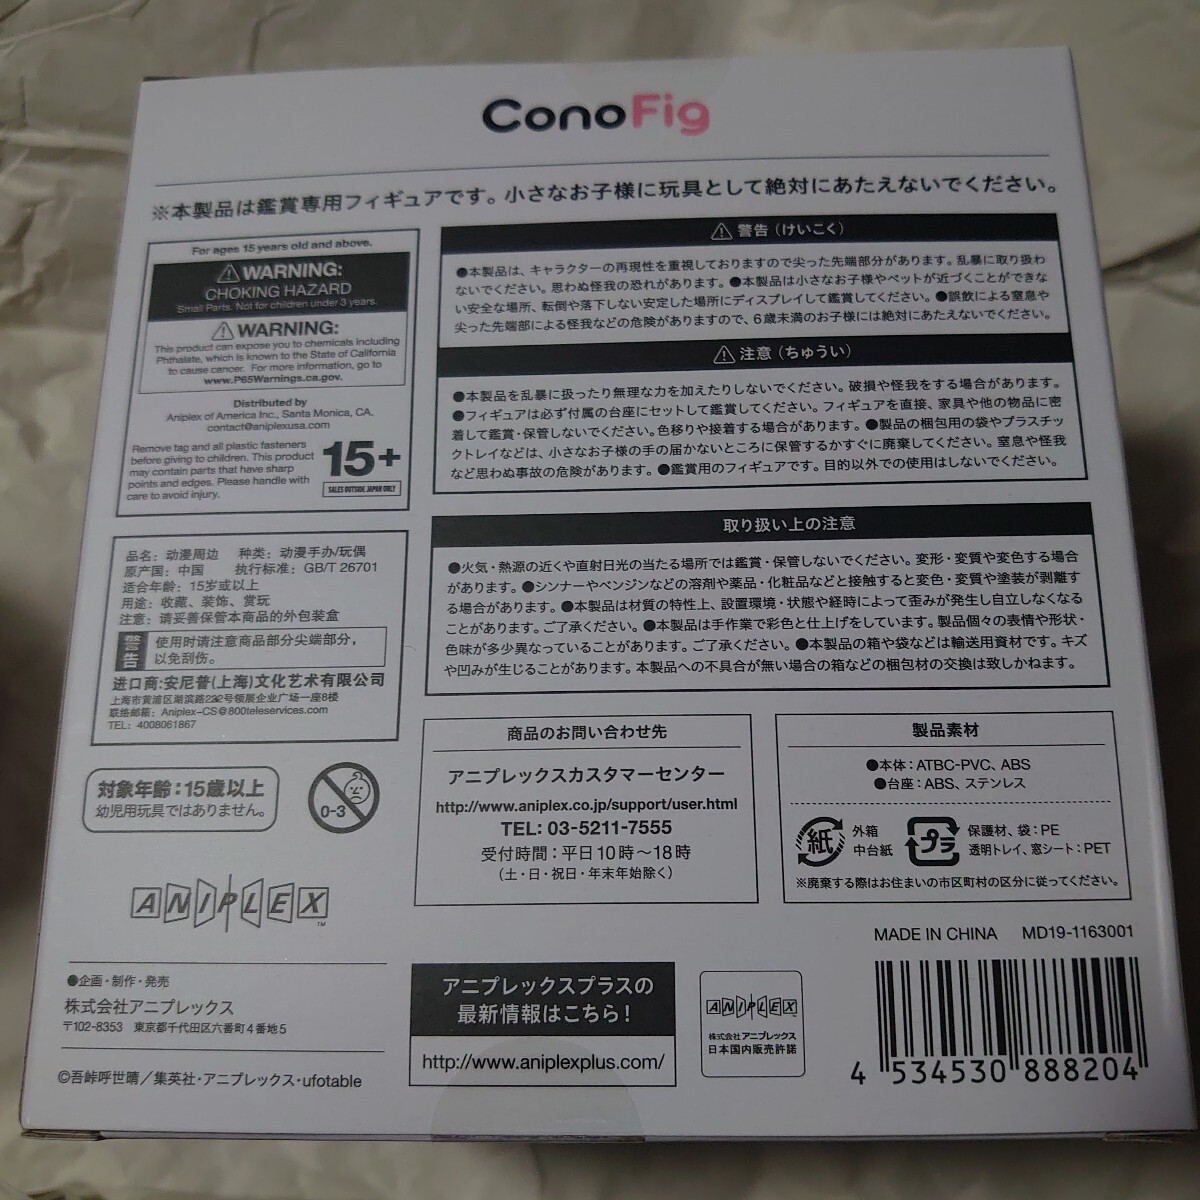 ConoFig
※本製品は鑑賞専用フィギュアです。小さなお子様に玩具として絶対にあたえないでください。
For ages 15 years old and above.
⚠WARNING:
CHOKING HAZARD
Small Parts. Not for children under 3 years.
⚠WARNING:
This product can expose you to chemicals including
Phthalate, which is known to the State of California
to cause cancer. For more information, go to
www.P65Warnings.ca.gov.
Distributed by
Aniplex of America Inc., Santa Monica, CA.
contact@aniplexusa.com
Remove tag and all plastic fasteners
before giving to children. This product
may contain parts that have sharp
points and edges. Please handle with
care to avoid injury.
15+
SALES OUTSIDE JAPAN ONLY
⚠警告（けいこく）
●本製品は、キャラクターの再現性を重視しておりますので尖った先端部分があります。乱暴に取り扱わ
ないでください。思わぬ怪我の恐れがあります。●本製品は小さなお子様やペットが近づくことができな
い安全な場所、転倒や落下しない安定した場所にディスプレイして鑑賞してください。●誤飲による窒息や
尖った先端部による怪我などの危険がありますので、6歳未満のお子様には絶対にあたえないでください。
⚠注意（ちゅうい）
●本製品を乱暴に扱ったり無理な力を加えたりしないでください。破損や怪我をする場合があります。
●フィギュアは必ず付属の台座にセットして鑑賞してください。フィギュアを直接、家具や他の物品に密
着して鑑賞・保管しないでください。色移りや接着する場合があります。●製品の梱包用の袋やプラスチッ
クトレイなどは、小さなお子様の手の届かないところに保管するかすぐに廃棄してください。窒息や怪我
など思わぬ事故の危険があります。●鑑賞用のフィギュアです。目的以外での使用はしないでください。
取り扱い上の注意
●火気・熱源の近くや直射日光の当たる場所では鑑賞・保管しないでください。変形・変質や変色する場合
があります。●シンナーやベンジンなどの溶剤や薬品・化粧品などと接触すると変色・変質や塗装が剥離す
る場合があります。●本製品は材質の特性上、設置環境・状態や経時によって歪みが発生し自立しなくなる
ことがあります。ご了承ください。●本製品は手作業で彩色と仕上げをしています。製品個々の表情や形状・
色味が多少異なっていることがあります。ご了承ください。●本製品の箱や袋などは輸送用資材です。キズ
や凹みが生じることがあります。本製品への不具合が無い場合の箱などの梱包材の交換は致しかねます。
品名：动漫周边　种类：动漫手办/玩偶
原产国：中国　执行标准：GB/T 26701
适合年龄：15岁或以上
用途：收藏、装饰、赏玩
注意：请妥善保管本商品的外包装盒
警告
使用时请注意商品部分尖端部分，
以免刮伤。
进口商:安尼普(上海)文化艺术有限公司
上海市黄浦区湖滨路222号领展企业广场一座8楼
联络邮箱：Aniplex-CS@800teleservices.com
TEL：4008061867
対象年齢：15歳以上
幼児用玩具ではありません。
0-3
ANIPLEX
TM
商品のお問い合わせ先
アニプレックスカスタマーセンター
http://www.aniplex.co.jp/support/user.html
TEL: 03-5211-7555
受付時間：平日10時～18時
（土・日・祝日・年末年始除く）
製品素材
●本体：ATBC-PVC、ABS
●台座：ABS、ステンレス
紙
外箱
中台紙
プラ
保護材、袋：PE
透明トレイ、窓シート：PET
※廃棄する際はお住まいの市区町村の区分に従ってください。
MADE IN CHINA　MD19-1163001
●企画・制作・発売
株式会社アニプレックス
〒102-8353　東京都千代田区六番町4番地5
©吾峠呼世晴／集英社・アニプレックス・ufotable
アニプレックスプラスの
最新情報はこちら！
http://www.aniplexplus.com/
ANIPLEX
株式会社アニプレックス
日本国内販売許諾
4 534530 888204